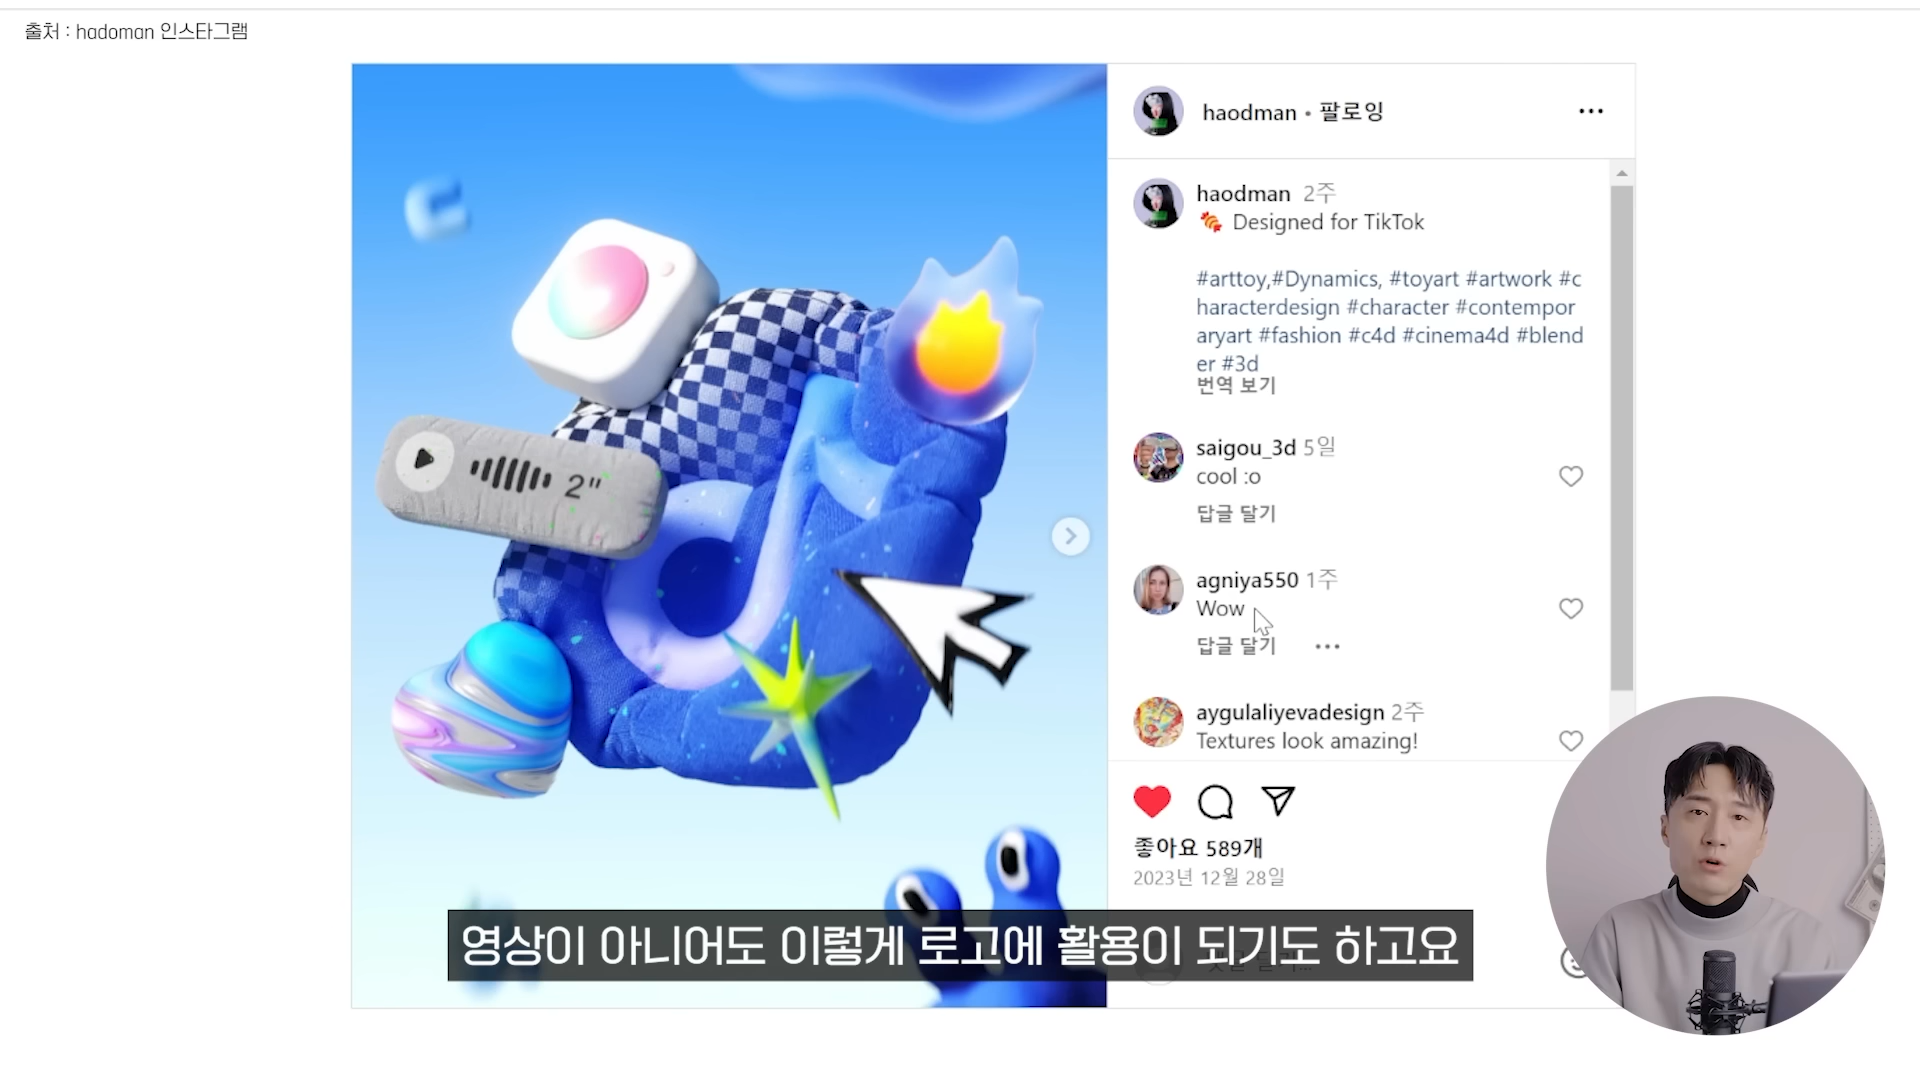 출처 : hadoman 인스타그램
haodman • 팔로잉
haodman 2주
Designed for TikTok
#arttoy,#Dynamics, #toyart #artwork #c
haracterdesign #character #contempor
aryart #fashion #c4d #cinema4d #blend
er #3d
번역 보기
2"
saigou_3d 5일
cool :o
답글 달기
agniya550 1주
Wow
답글 달기
aygulaliyevadesign 2주
Textures look amazing!
좋아요 589개
2023년 12월 28일
영상이 아니어도 이렇게 로고에 활용이 되기도 하고요